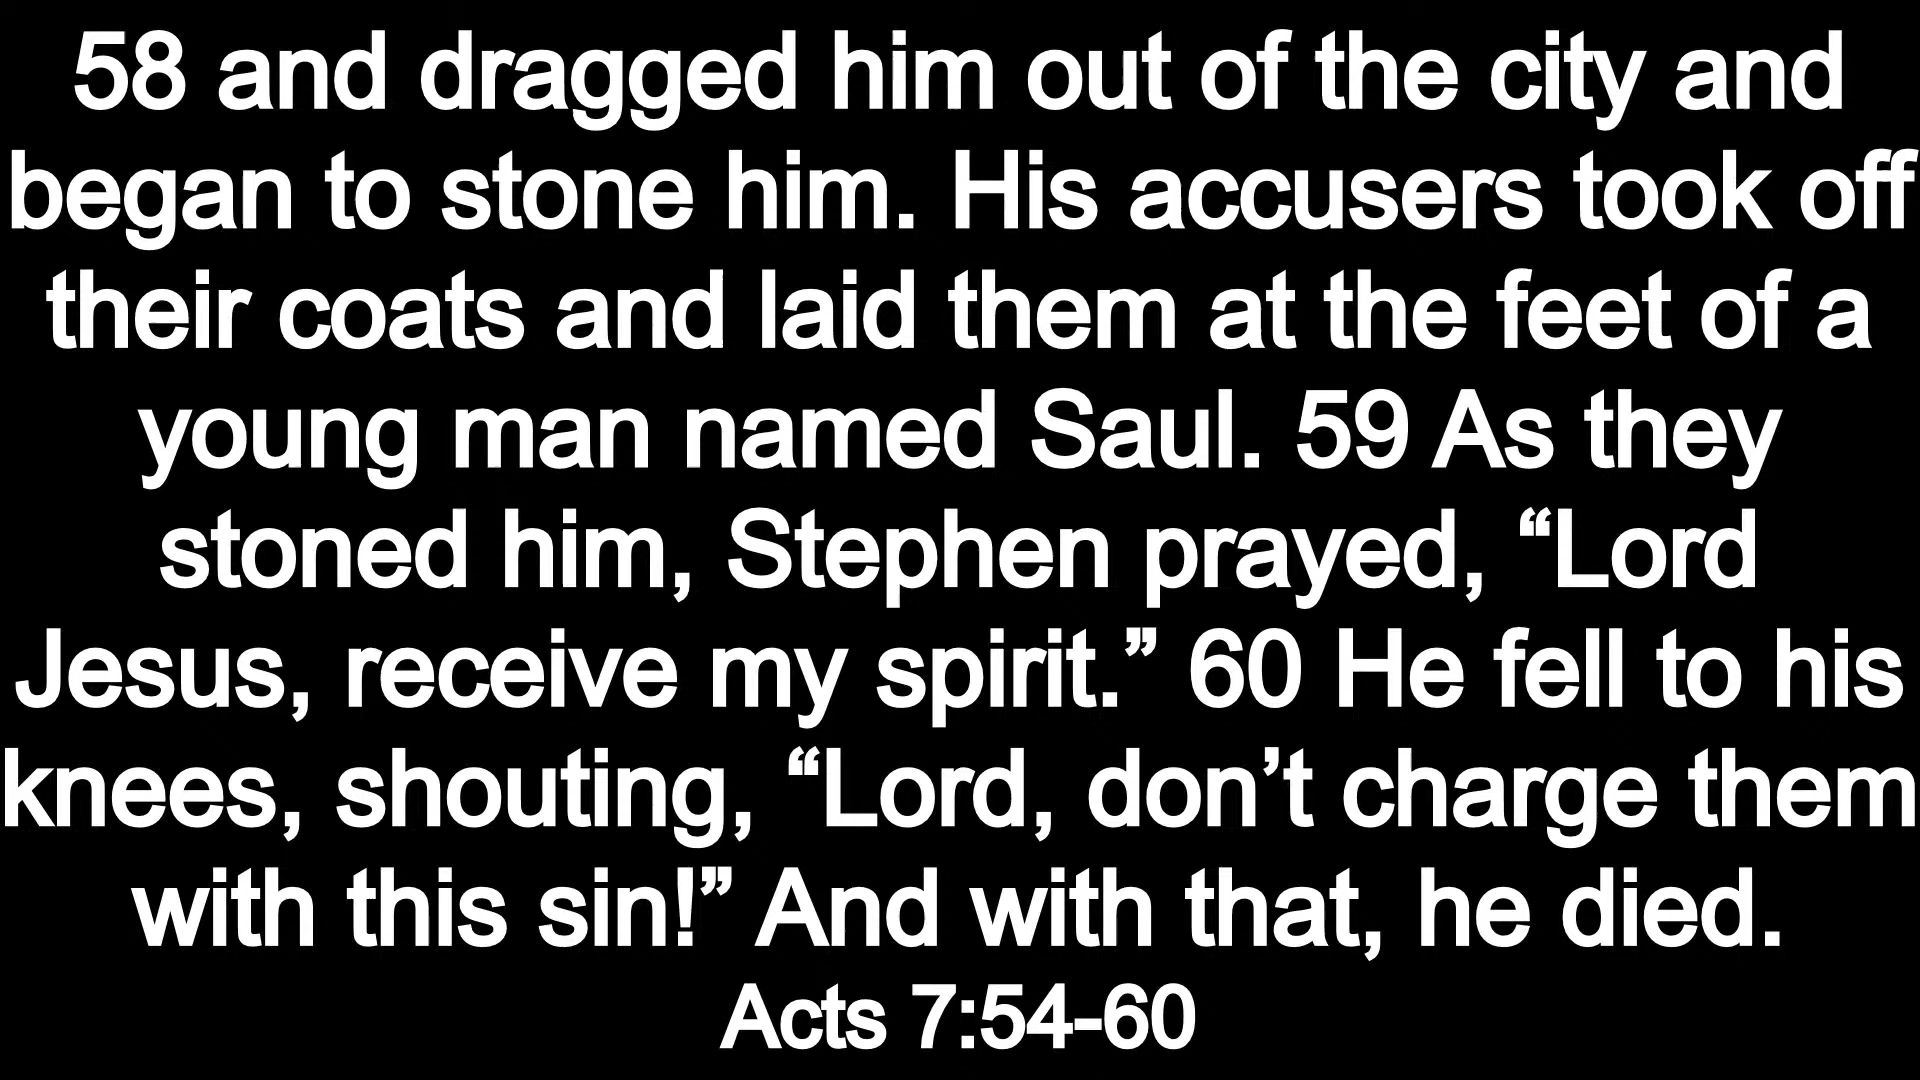 58 and dragged him out of the city and
began to stone him. His accusers took off
their coats and laid them at the feet of a
young man named Saul. 59 As they
stoned him, Stephen prayed, “Lord
Jesus, receive my spirit.” 60 He fell to his
knees, shouting, “Lord, don’t charge them
with this sin!” And with that, he died.
Acts 7:54-60